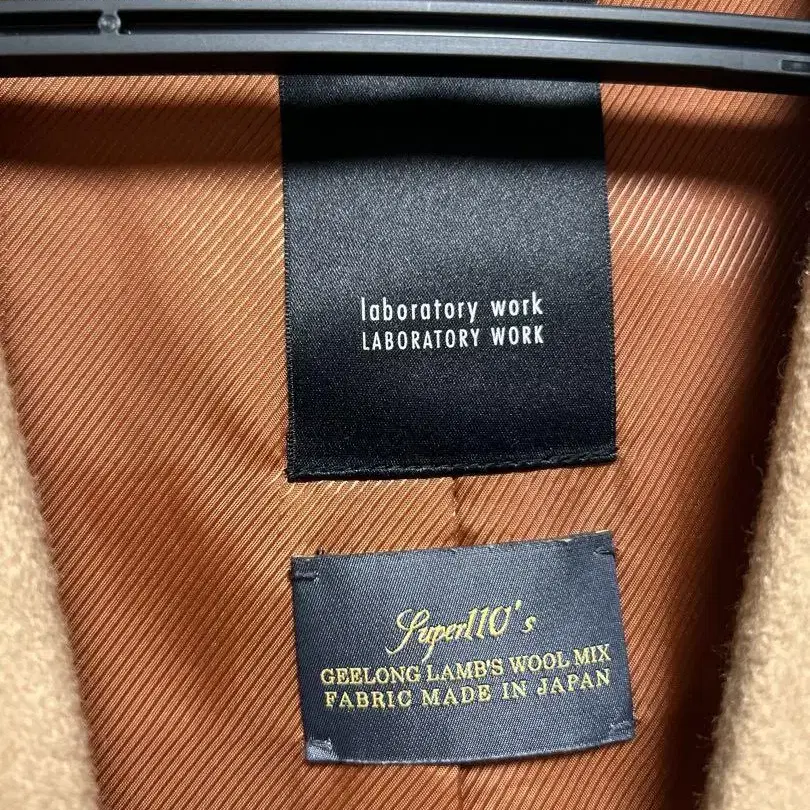 laboratory work
LABORATORY WORK
Super110's
GEELONG LAMB'S WOOL MIX
FABRIC MADE IN JAPAN